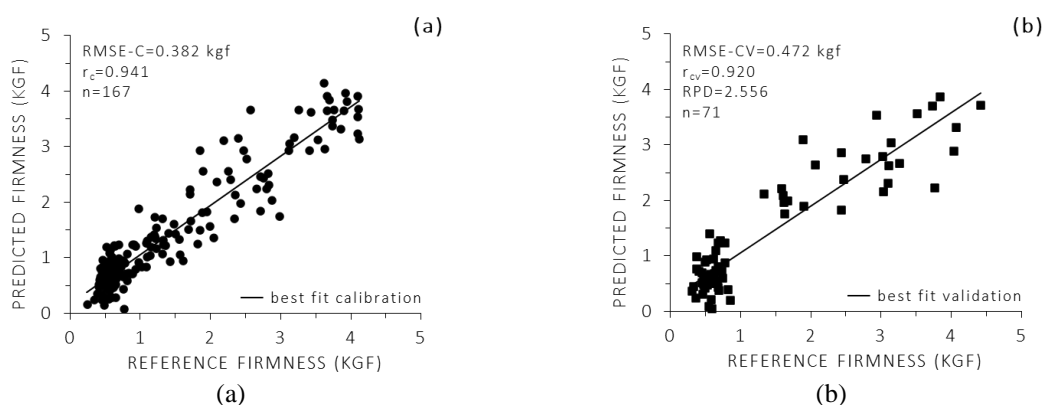 (a)
RMSE-C=0.382 kgf
r_c=0.941
n=167
PREDICTED FIRMNESS (KGF)
5
4
3
2
1
0
best fit calibration
0 1 2 3 4 5
REFERENCE FIRMNESS (KGF)
(a)
(b)
RMSE-CV=0.472 kgf
r_cv=0.920
RPD=2.556
n=71
PREDICTED FIRMNESS (KGF)
5
4
3
2
1
0
best fit validation
0 1 2 3 4 5
REFERENCE FIRMNESS (KGF)
(b)